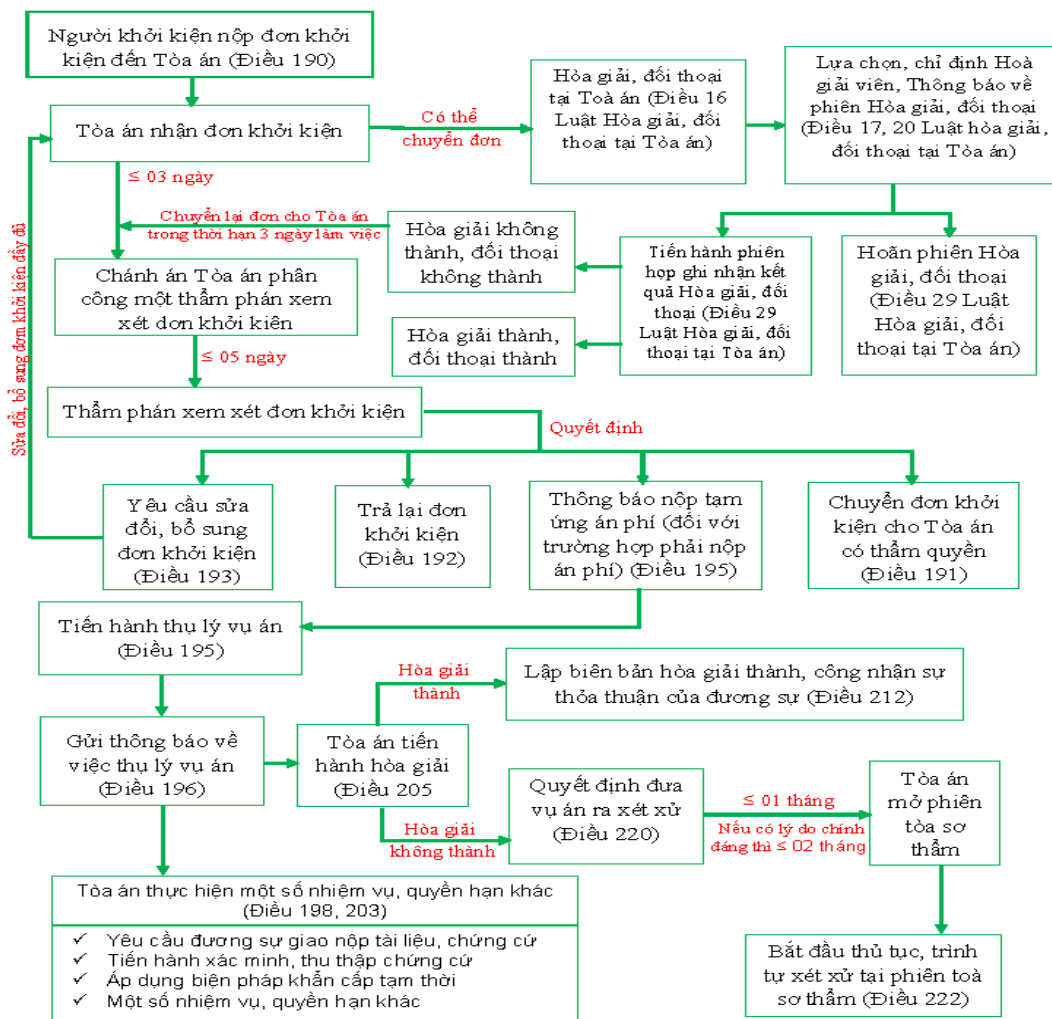 Người khởi kiện nộp đơn khởi
kiện đến Tòa án (Điều 190)
Tòa án nhận đơn khởi kiện
Có thể
chuyển đơn
Hòa giải, đối thoại
tại Toà án (Điều 16
Luật Hòa giải, đối
thoại tại Tòa án)
Lựa chọn, chỉ định Hoà
giải viên, Thông báo về
phiên Hòa giải, đối thoại
(Điều 17, 20 Luật hòa giải,
đối thoại tại Tòa án)
≤ 03 ngày
Chuyển lại đơn cho Tòa án
trong thời hạn 3 ngày làm việc
Hòa giải không
thành, đối thoại
không thành
Tiến hành phiên
họp ghi nhận kết
quả Hòa giải, đối
thoại (Điều 29
Luật Hòa giải, đối
thoại tại Tòa án)
Hoãn phiên Hòa
giải, đối thoại
(Điều 29 Luật
Hòa giải, đối
thoại tại Tòa án)
Chánh án Tòa án phân
công một thẩm phán xem
xét đơn khởi kiên
Hòa giải thành,
đối thoại thành
≤ 05 ngày
Thẩm phán xem xét đơn khởi kiện
Quyết định
Sửa đổi, bổ sung đơm khởi kiện đầy đủ
Yêu cầu sửa
đổi, bổ sung
đơn khởi kiện
(Điều 193)
Trả lại đơn
khởi kiện
(Điều 192)
Thông báo nộp tạm
ứng án phí (đối với
trường hợp phải nộp
án phí) (Điều 195)
Chuyển đơn khởi
kiện cho Tòa án
có thẩm quyền
(Điều 191)
Tiến hành thụ lý vụ án
(Điều 195)
Hòa giải
thành
Lập biên bản hòa giải thành, công nhận sự
thỏa thuận của đương sự (Điều 212)
Gửi thông báo về
việc thụ lý vụ án
(Điều 196)
Tòa án tiến
hành hòa giải
(Điều 205
Hòa giải
không thành
Quyết định đưa
vụ án ra xét xử
(Điều 220)
≤ 01 tháng
Nếu có lý do chính
đáng thì ≤ 02 tháng
Tòa án
mở phiên
tòa sơ
thẩm
Tòa án thực hiện một số nhiệm vụ, quyền hạn khác
(Điều 198, 203)
✓ Yêu cầu đương sự giao nộp tài liệu, chứng cứ
✓ Tiến hành xác minh, thu thập chứng cứ
✓ Áp dụng biện pháp khẩn cấp tạm thời
✓ Một số nhiệm vụ, quyền hạn khác
Bắt đầu thủ tục, trình
tự xét xử tại phiên toà
sơ thẩm (Điều 222)